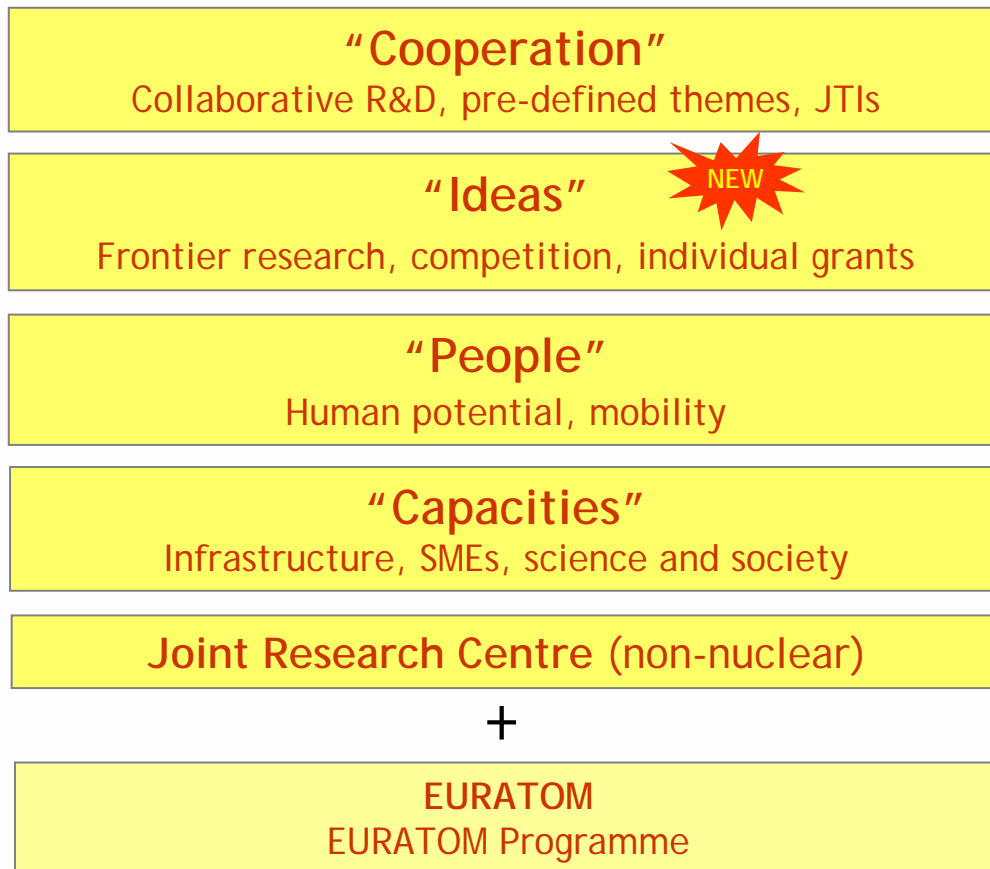 “Cooperation”
Collaborative R&D, pre-defined themes, JTIs
“Ideas”
NEW
Frontier research, competition, individual grants
“People”
Human potential, mobility
“Capacities”
Infrastructure, SMEs, science and society
Joint Research Centre (non-nuclear)
+
EURATOM
EURATOM Programme